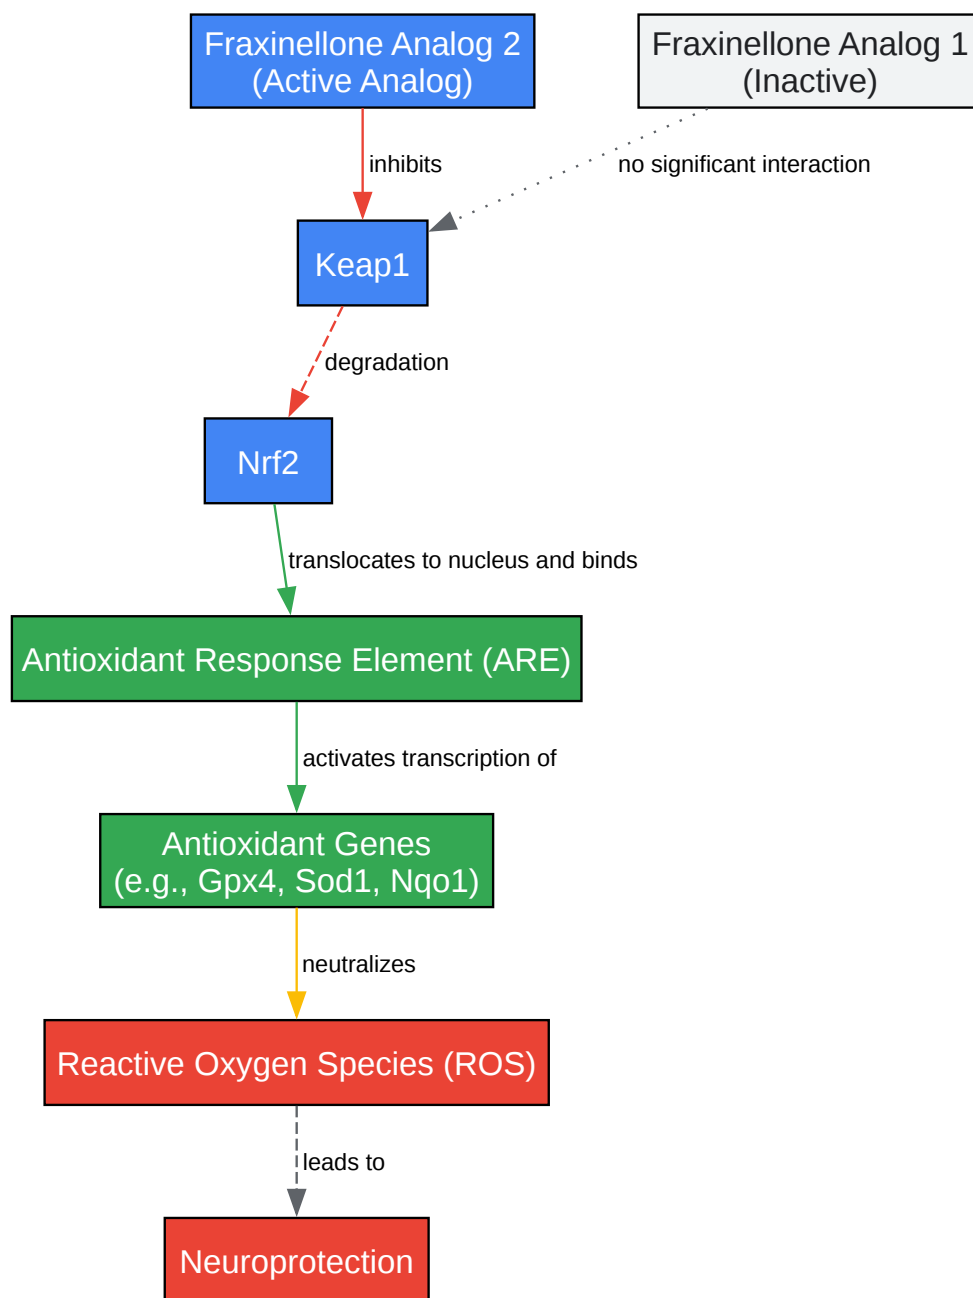 Fraxinellone Analog 2
(Active Analog)
Fraxinellone Analog 1
(Inactive)
inhibits
no significant interaction
Keap1
degradation
Nrf2
translocates to nucleus and binds
Antioxidant Response Element (ARE)
activates transcription of
Antioxidant Genes
(e.g., Gpx4, Sod1, Nqo1)
neutralizes
Reactive Oxygen Species (ROS)
leads to
Neuroprotection